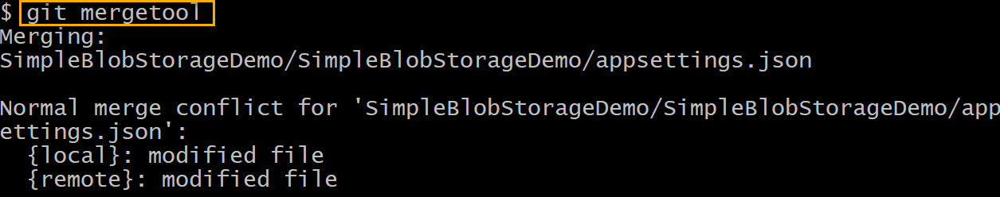 $ git mergetool
Merging:
SimpleBlobStorageDemo/SimpleBlobStorageDemo/appsettings.json
Normal merge conflict for 'SimpleBlobStorageDemo/SimpleBlobStorageDemo/app
ettings.json':
{local}: modified file
{remote}: modified file